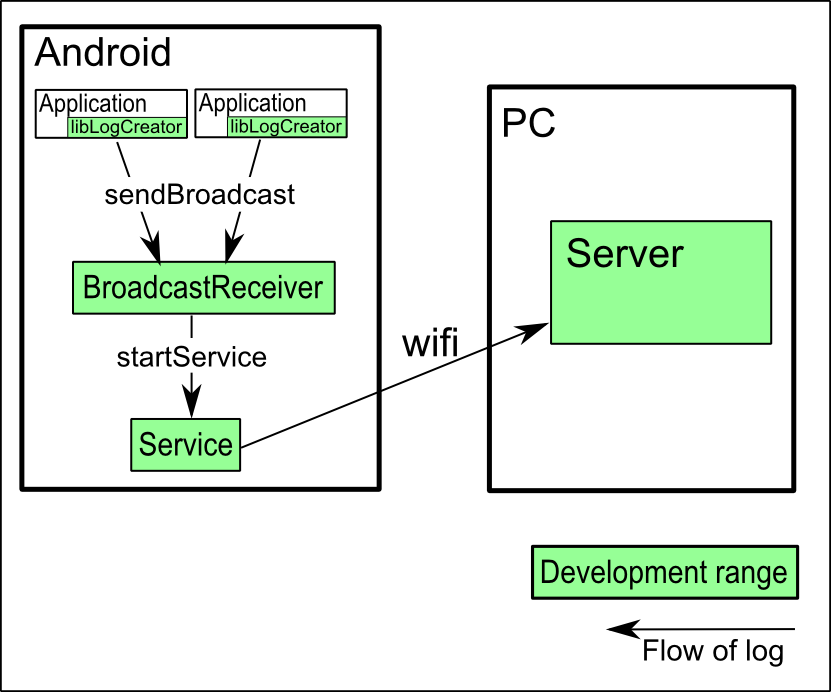 Android
Application
libLogCreator
Application
libLogCreator
sendBroadcast
BroadcastReceiver
startService
Service
wifi
PC
Server
Development range
Flow of log